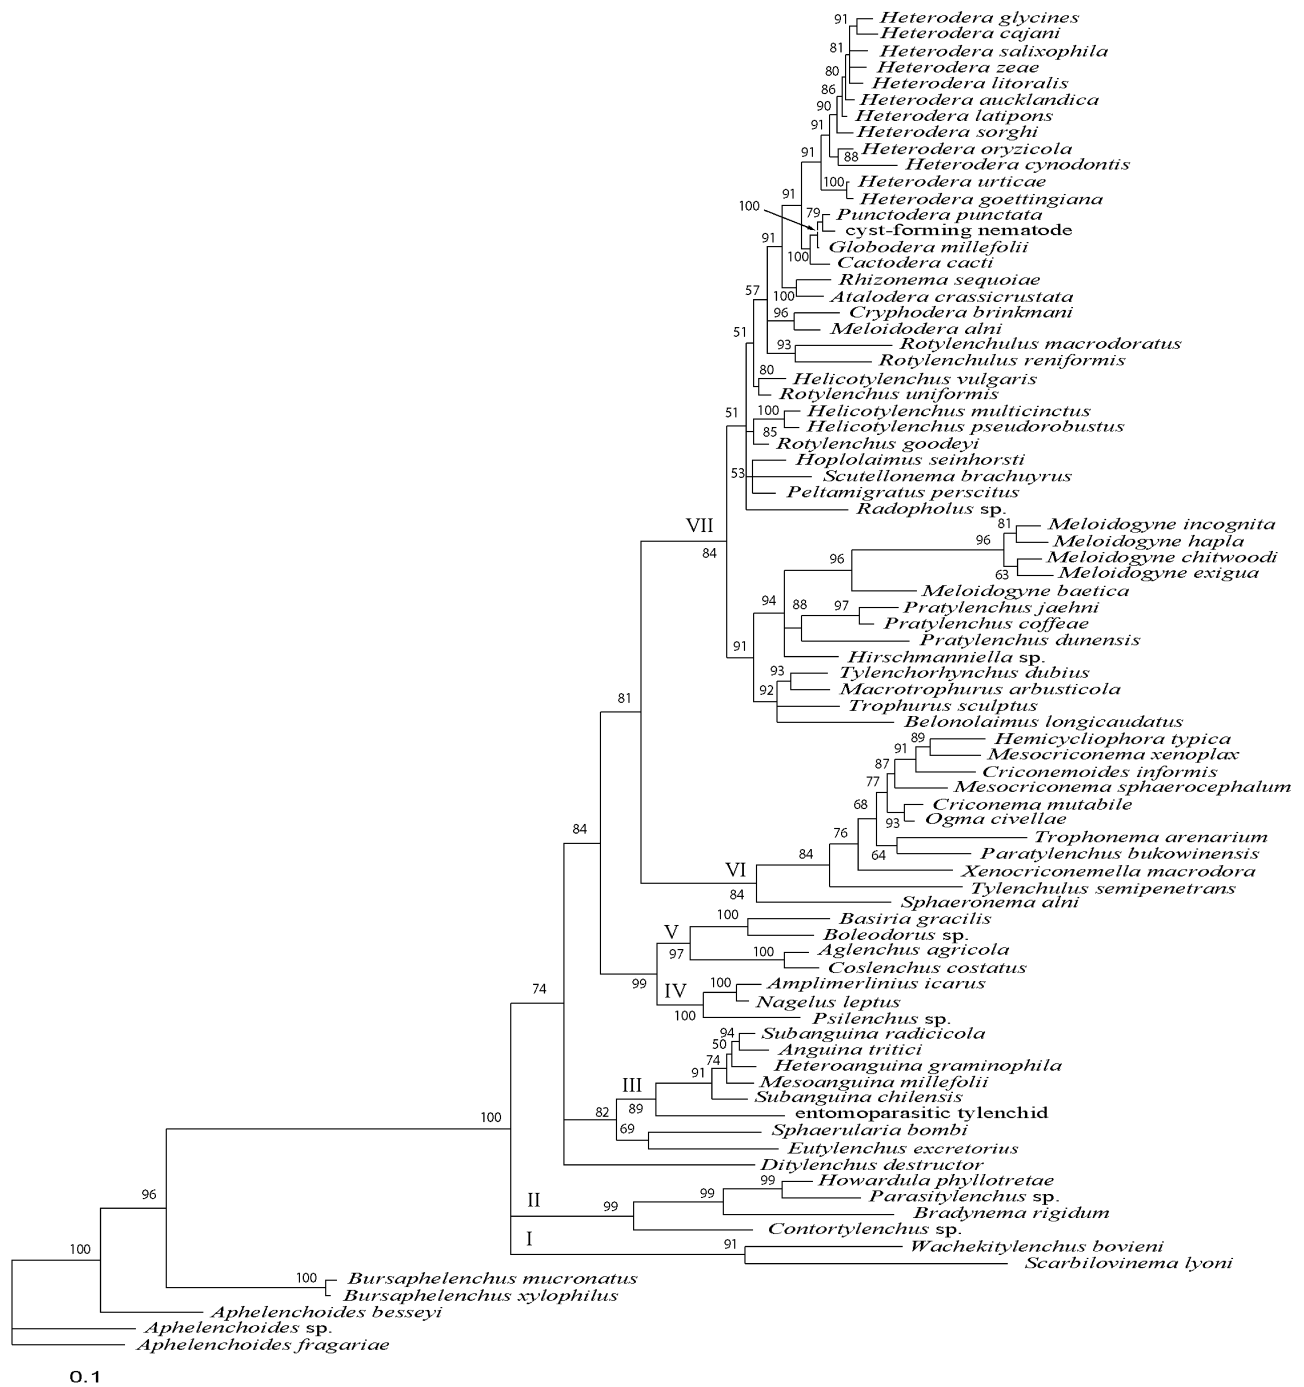 91 Heterodera glycines
Heterodera cajani
81 Heterodera salixophila
80 Heterodera zeae
86 Heterodera litoralis
90 Heterodera aucklandica
91 Heterodera latipons
Heterodera sorghi
91 Heterodera oryzicola
88 Heterodera cynodontis
100 Heterodera urticae
91 Heterodera goettingiana
100 79 Punctodera punctata
cyst-forming nematode
91 Globodera millefolii
100 Cactodera cacti
Rhizonema sequoiae
57 100 Atalodera crassicrustata
96 Cryphodera brinkmani
51 Meloidodera alni
93 Rotylenchulus macrodoratus
Rotylenchulus reniformis
80 Helicotylenchus vulgaris
Rotylenchus uniformis
51 100 Helicotylenchus multicinctus
85 Helicotylenchus pseudorobustus
Rotylenchus goodeyi
Hoplolaimus seinhorsti
53 Scutellonema brachuyrus
Peltamigratus perscitus
Radopholus sp.
VII 81 Meloidogyne incognita
84 96 Meloidogyne hapla
96 Meloidogyne chitwoodi
63 Meloidogyne exigua
94 Meloidogyne baetica
88 97 Pratylenchus jaehni
Pratylenchus coffeae
91 Pratylenchus dunensis
Hirschmanniella sp.
93 Tylenchorhynchus dubius
92 Macrotrophurus arbusticola
81 Trophurus sculptus
Belonolaimus longicaudatus
89 Hemicycliophora typica
91 Mesocriconema xenoplax
87 Criconemoides informis
77 Mesocriconema sphaerocephalum
68 Criconema mutabile
93 Ogma civellae
84 76 Trophonema arenarium
84 64 Paratylenchus bukowinensis
VI Xenocriconemella macrodora
84 Tylenchulus semipenetrans
Sphaeronema alni
100 Basiria gracilis
V Boleodorus sp.
97 100 Aglenchus agricola
Coslenchus costatus
99 IV 100 Amplimerlinius icarus
74 Nagelus leptus
100 Psilenchus sp.
94 Subanguina radicicola
50 Anguina tritici
74 Heteroanguina graminophila
III 91 Mesoanguina millefolii
Subanguina chilensis
100 82 89 entomoparasitic tylenchid
69 Sphaerularia bombi
Eutylenchus excretorius
Ditylenchus destructor
99 Howardula phyllotretae
96 II 99 Parasitylenchus sp.
99 Bradynema rigidum
Contortylenchus sp.
100 I 91 Wachekitylenchus bovieni
Scarbilovinema lyoni
100 Bursaphelenchus mucronatus
Bursaphelenchus xylophilus
Aphelenchoides besseyi
Aphelenchoides sp.
Aphelenchoides fragariae
0.1